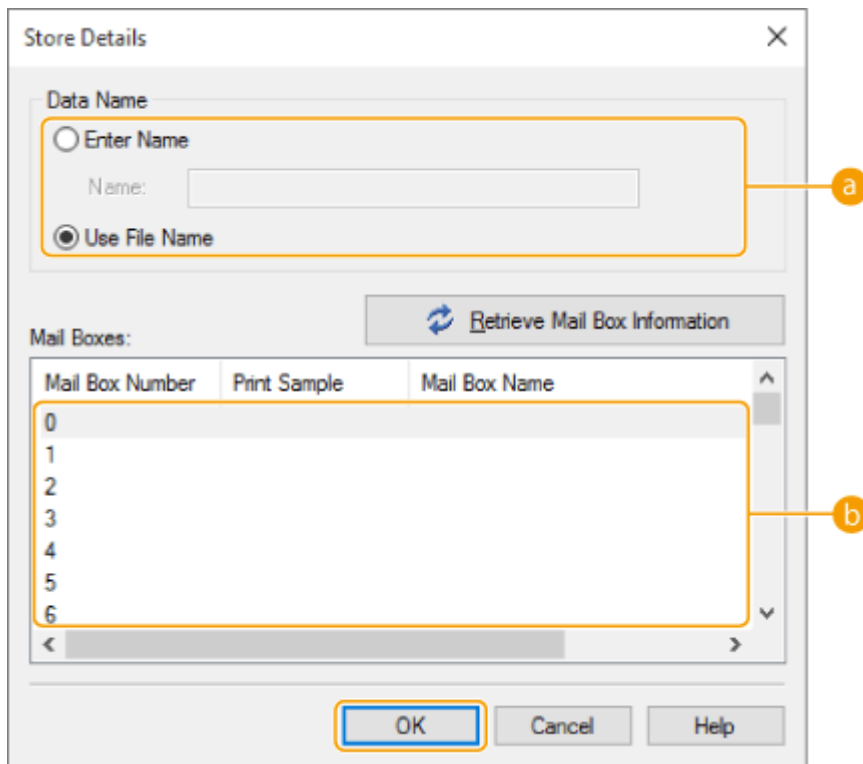 Store Details
Data Name
Enter Name
Name:
Use File Name
a
Retrieve Mail Box Information
Mail Boxes:
Mail Box Number Print Sample Mail Box Name
0
1
2
3
4
5
6
b
OK Cancel Help